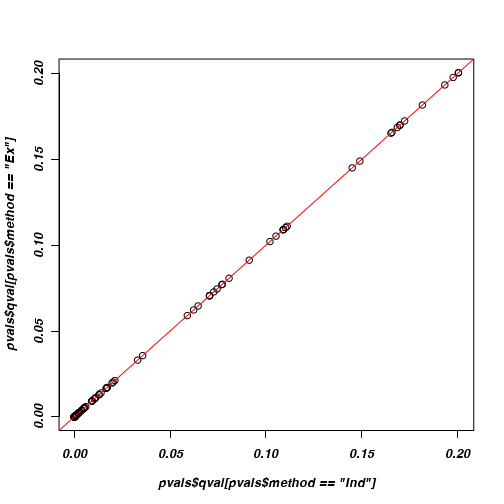 0.20
0.15
0.10
0.05
0.00
pvals$qval[pvals$method == "Ex"]
0.00 0.05 0.10 0.15 0.20
pvals$qval[pvals$method == "Ind"]